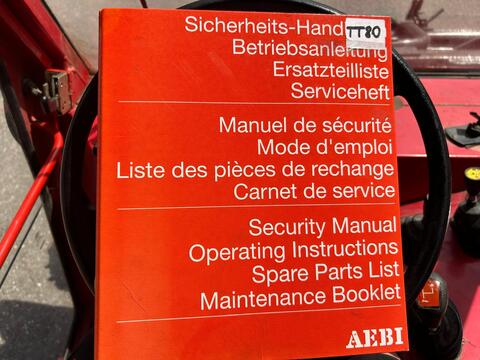 Sicherheits-Hand
TT80
Betriebsanleitung
Ersatzteilliste
Serviceheft
Manuel de sécurité
Mode d'emploi
Liste des pièces de rechange
Carnet de service
Security Manual
Operating Instructions
Spare Parts List
Maintenance Booklet
AEBI